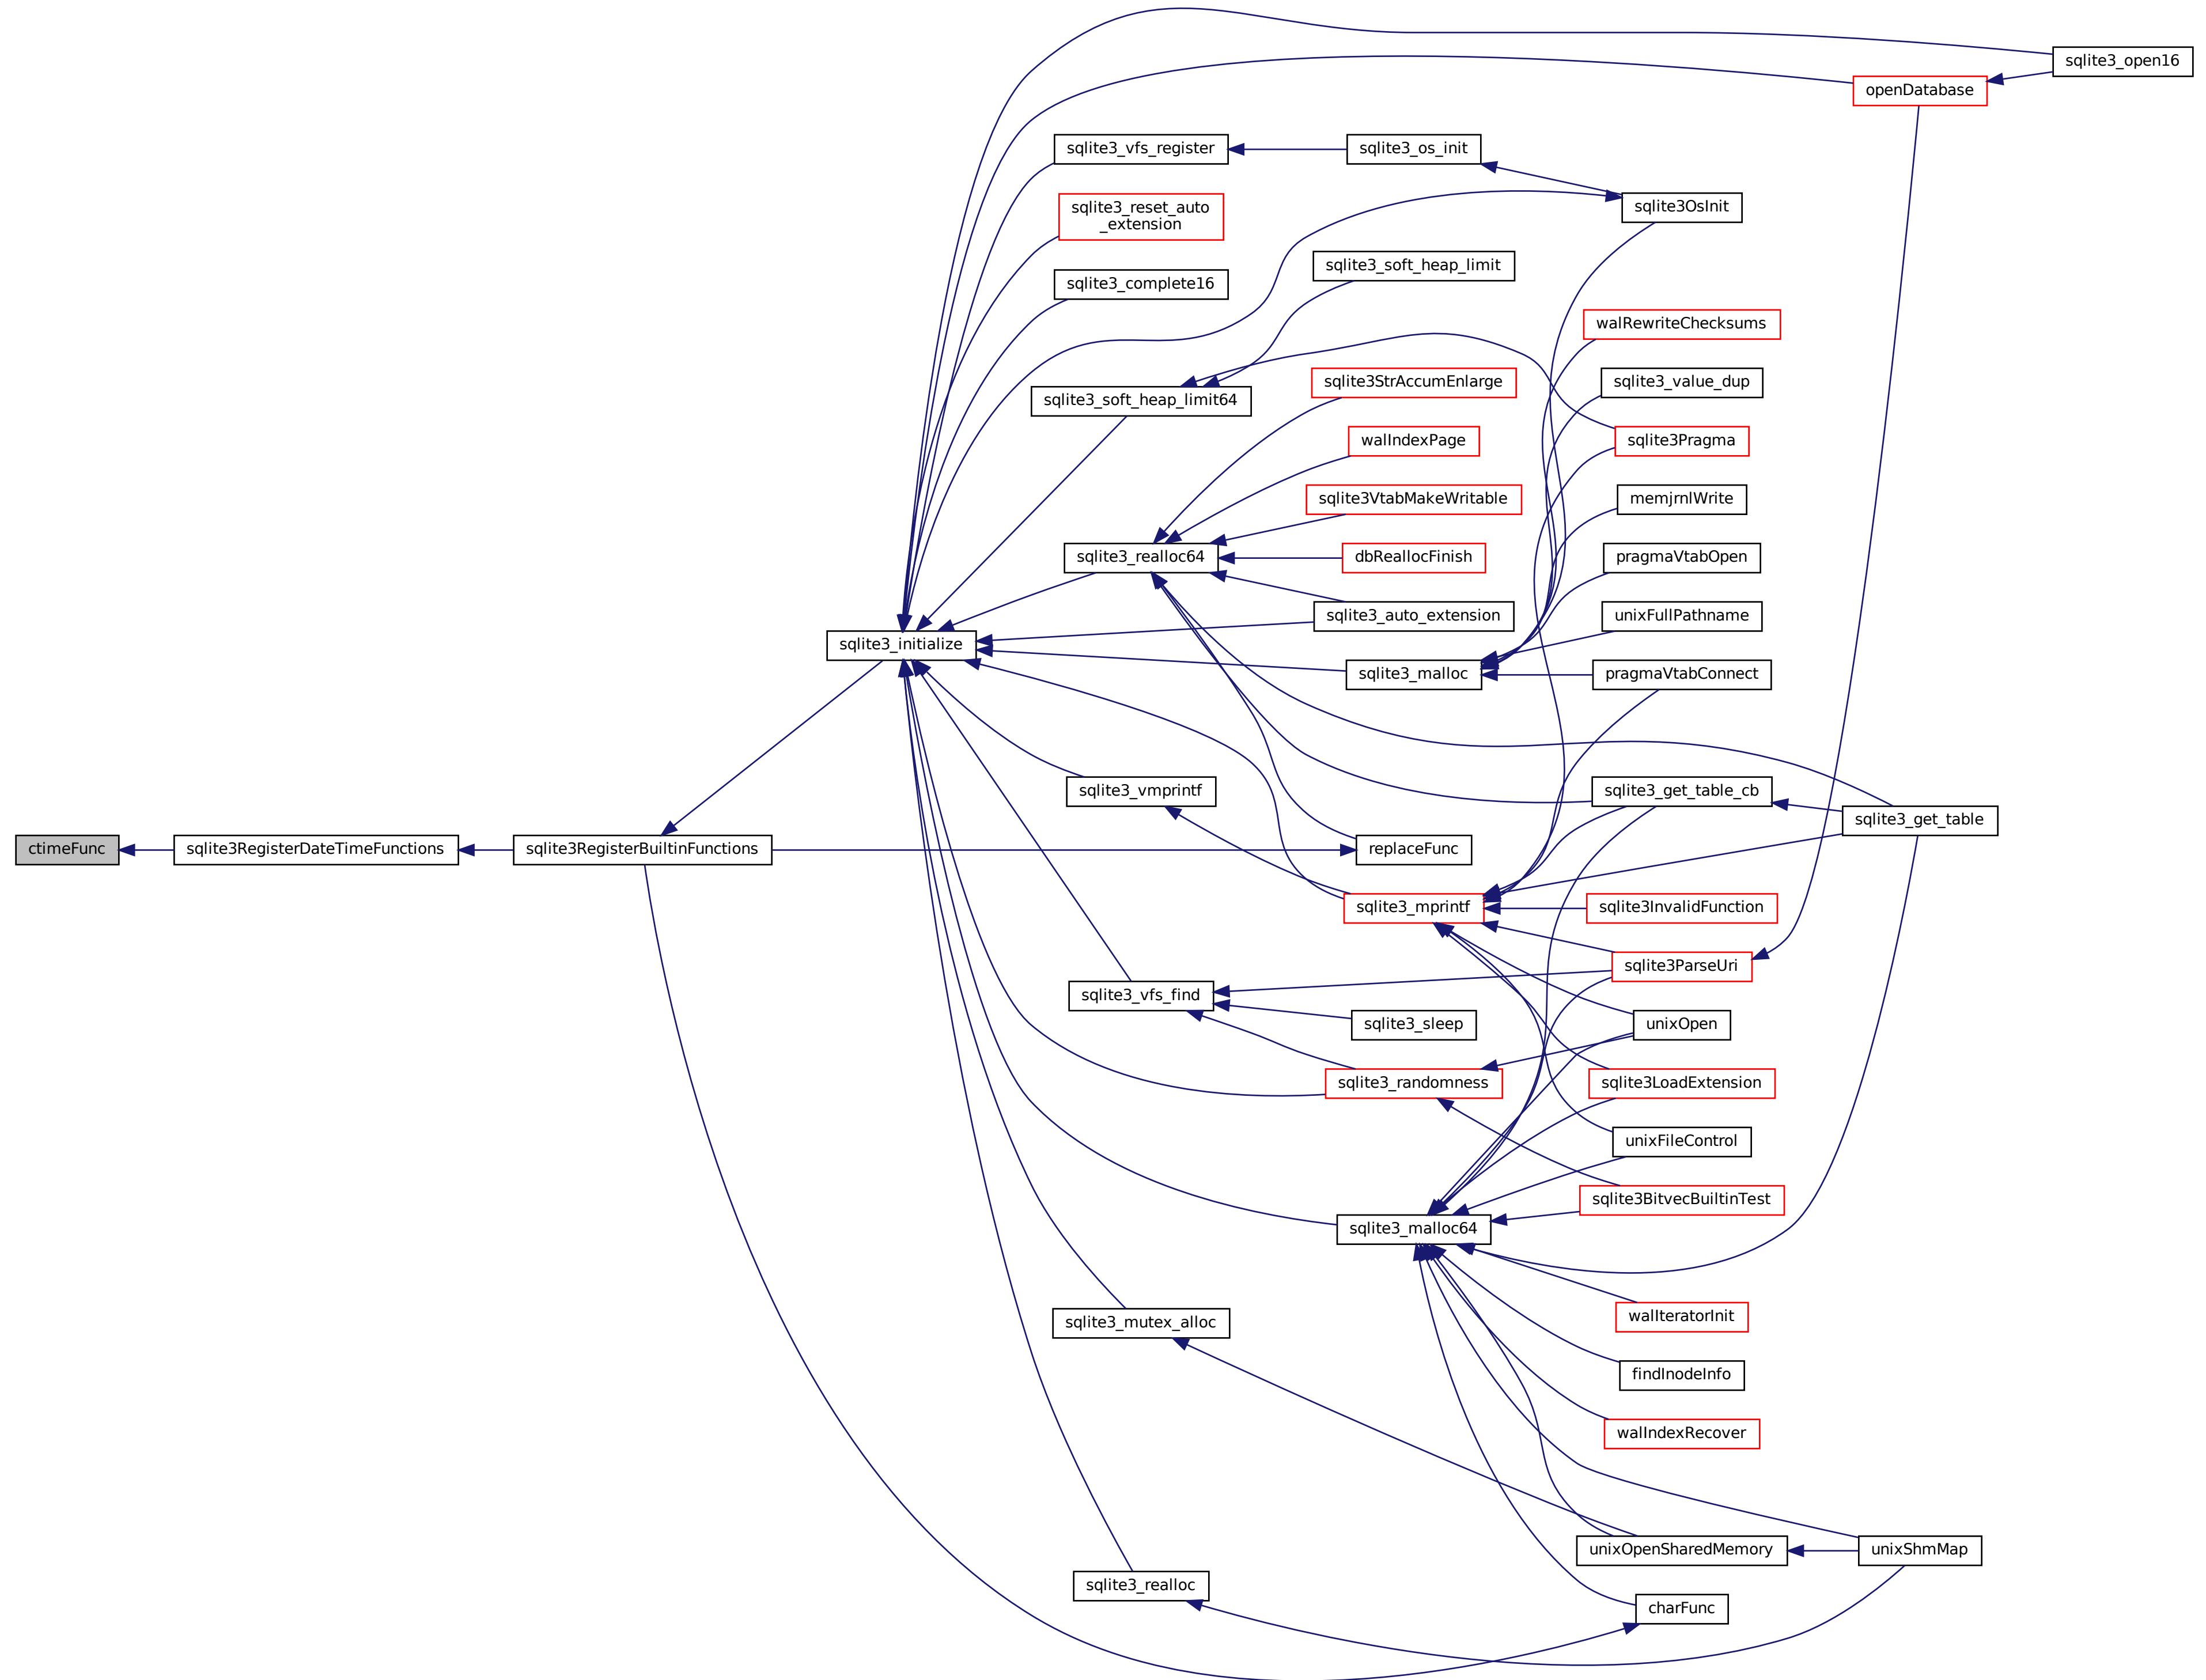 sqlite3_open16
openDatabase
sqlite3_vfs_register
sqlite3_os_init
sqlite3_reset_auto
_extension
sqlite3OsInit
sqlite3_complete16
sqlite3_soft_heap_limit
walRewriteChecksums
sqlite3_soft_heap_limit64
sqlite3StrAccumEnlarge
sqlite3_value_dup
walIndexPage
sqlite3Pragma
sqlite3VtabMakeWritable
memjrnlWrite
sqlite3_realloc64
dbReallocFinish
pragmaVtabOpen
sqlite3_auto_extension
unixFullPathname
sqlite3_initialize
sqlite3_malloc
pragmaVtabConnect
sqlite3_vmprintf
sqlite3_get_table_cb
sqlite3_get_table
ctimeFunc
sqlite3RegisterDateTimeFunctions
sqlite3RegisterBuiltinFunctions
replaceFunc
sqlite3_mprintf
sqlite3InvalidFunction
sqlite3ParseUri
sqlite3_vfs_find
sqlite3_sleep
unixOpen
sqlite3_randomness
sqlite3LoadExtension
unixFileControl
sqlite3BitvecBuiltinTest
sqlite3_malloc64
sqlite3_mutex_alloc
walIteratorInit
findInodeInfo
walIndexRecover
unixOpenSharedMemory
unixShmMap
sqlite3_realloc
charFunc